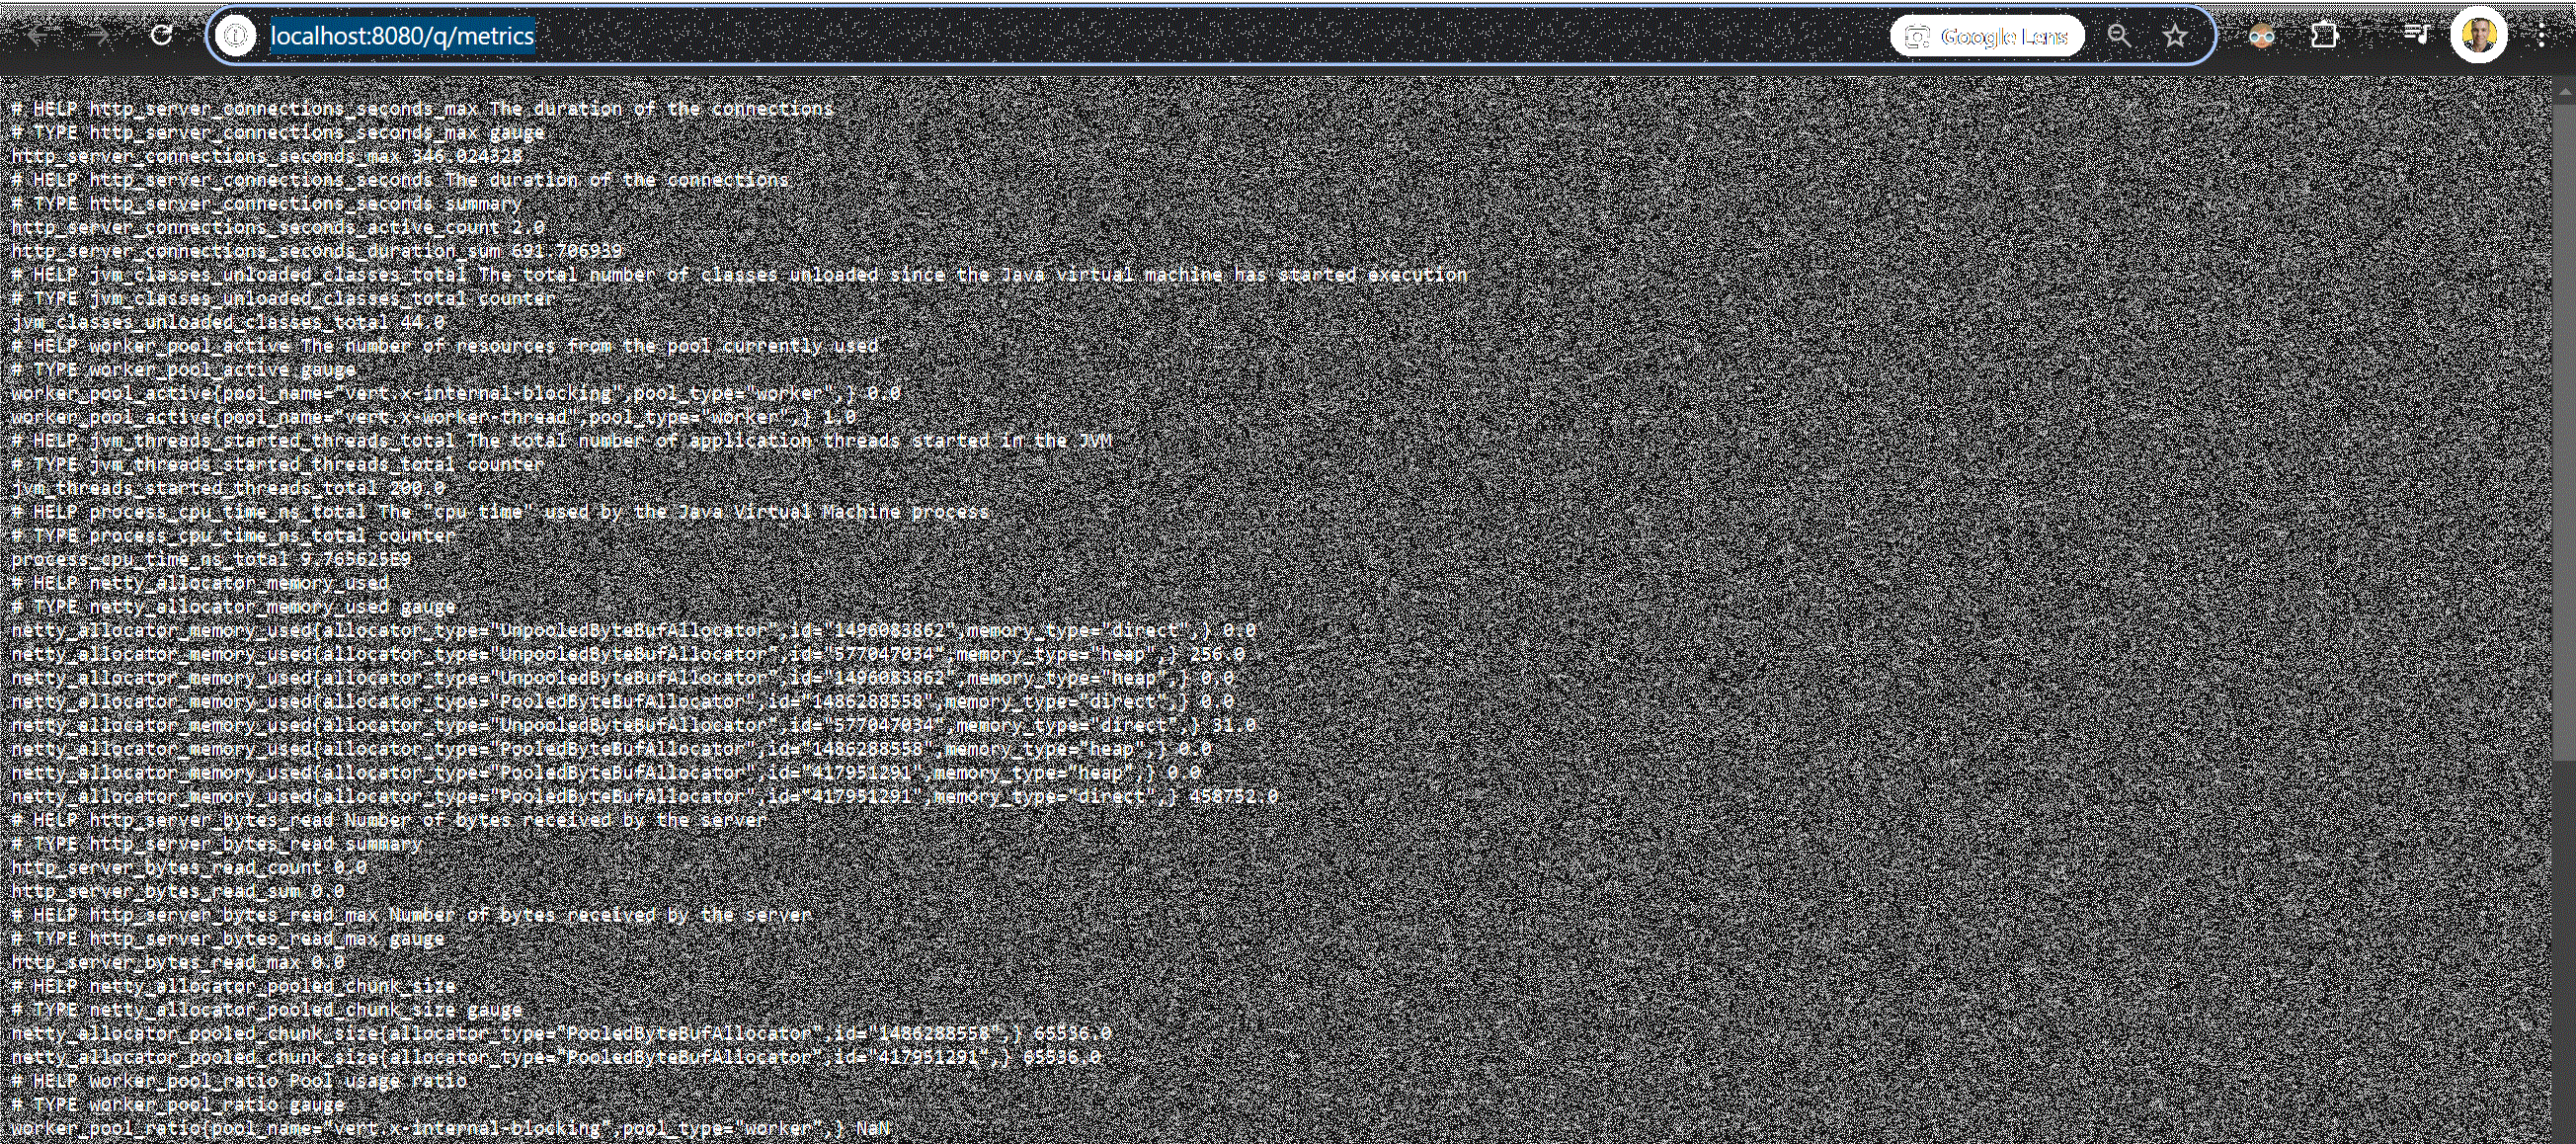 localhost:8080/q/metrics
Google Lens
# HELP http_server_connections_seconds_max The duration of the connections
# TYPE http_server_connections_seconds_max gauge
http_server_connections_seconds_max 346.024328
# HELP http_server_connections_seconds The duration of the connections
# TYPE http_server_connections_seconds summary
http_server_connections_seconds_active_count 2.0
http_server_connections_seconds_duration_sum 691.706939
# HELP jvm_classes_unloaded_classes_total The total number of classes unloaded since the Java virtual machine has started execution
# TYPE jvm_classes_unloaded_classes_total counter
jvm_classes_unloaded_classes_total 44.0
# HELP worker_pool_active The number of resources from the pool currently used
# TYPE worker_pool_active gauge
worker_pool_active{pool_name="vert.x-internal-blocking",pool_type="worker",} 0.0
worker_pool_active{pool_name="vert.x-worker-thread",pool_type="worker",} 1.0
# HELP jvm_threads_started_threads_total The total number of application threads started in the JVM
# TYPE jvm_threads_started_threads_total counter
jvm_threads_started_threads_total 200.0
# HELP process_cpu_time_ns_total The "cpu time" used by the Java Virtual Machine process
# TYPE process_cpu_time_ns_total counter
process_cpu_time_ns_total 9.765625E9
# HELP netty_allocator_memory_used
# TYPE netty_allocator_memory_used gauge
netty_allocator_memory_used{allocator_type="UnpooledByteBufAllocator",id="1496083862",memory_type="direct",} 0.0
netty_allocator_memory_used{allocator_type="UnpooledByteBufAllocator",id="577047034",memory_type="heap",} 256.0
netty_allocator_memory_used{allocator_type="UnpooledByteBufAllocator",id="1496083862",memory_type="heap",} 0.0
netty_allocator_memory_used{allocator_type="PooledByteBufAllocator",id="1486288558",memory_type="direct",} 0.0
netty_allocator_memory_used{allocator_type="UnpooledByteBufAllocator",id="577047034",memory_type="direct",} 31.0
netty_allocator_memory_used{allocator_type="PooledByteBufAllocator",id="1486288558",memory_type="heap",} 0.0
netty_allocator_memory_used{allocator_type="PooledByteBufAllocator",id="417951291",memory_type="heap",} 0.0
netty_allocator_memory_used{allocator_type="PooledByteBufAllocator",id="417951291",memory_type="direct",} 458752.0
# HELP http_server_bytes_read Number of bytes received by the server
# TYPE http_server_bytes_read summary
http_server_bytes_read_count 0.0
http_server_bytes_read_sum 0.0
# HELP http_server_bytes_read_max Number of bytes received by the server
# TYPE http_server_bytes_read_max gauge
http_server_bytes_read_max 0.0
# HELP netty_allocator_pooled_chunk_size
# TYPE netty_allocator_pooled_chunk_size gauge
netty_allocator_pooled_chunk_size{allocator_type="PooledByteBufAllocator",id="1486288558",} 65536.0
netty_allocator_pooled_chunk_size{allocator_type="PooledByteBufAllocator",id="417951291",} 65536.0
# HELP worker_pool_ratio Pool usage ratio
# TYPE worker_pool_ratio gauge
worker_pool_ratio{pool_name="vert.x-internal-blocking",pool_type="worker",} NaN